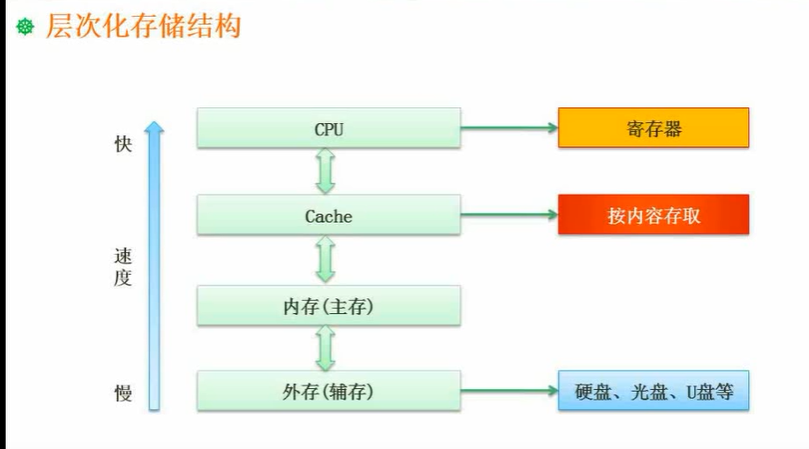 层次化存储结构
快
CPU
寄存器
Cache
按内容存取
速
度
内存(主存)
慢
外存(辅存)
硬盘、光盘、U盘等